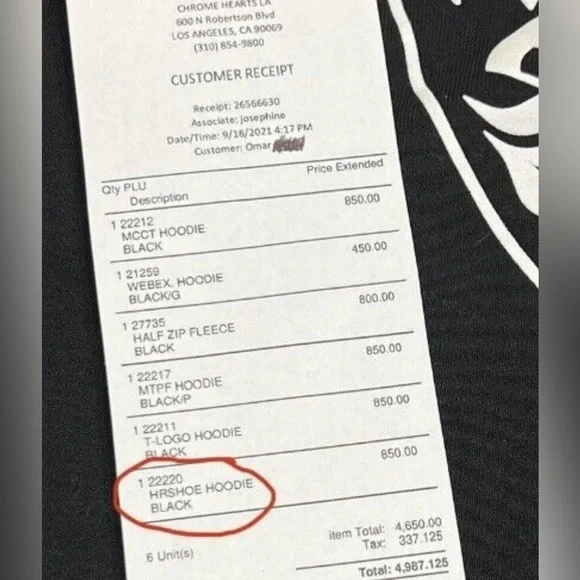 CHROME HEARTS LA
600 N Robertson Blvd
LOS ANGELES, CA 90069
(310) 854-9800
CUSTOMER RECEIPT
Receipt: 26566630
Associate: josephine
Date/Time: 9/16/2021 4:17 PM
Customer: Omar
Qty PLU Price Extended
Description
1 22212 850.00
MCCT HOODIE
BLACK
1 21259 450.00
WEBEX. HOODIE
BLACK/G
1 27735 800.00
HALF ZIP FLEECE
BLACK
1 22217 850.00
MTPF HOODIE
BLACK/P
1 22211 850.00
T-LOGO HOODIE
BLACK
1 22220 850.00
HRSHOE HOODIE
BLACK
6 Unit(s) Item Total: 4,650.00
Tax: 337.125
Total: 4,987.125